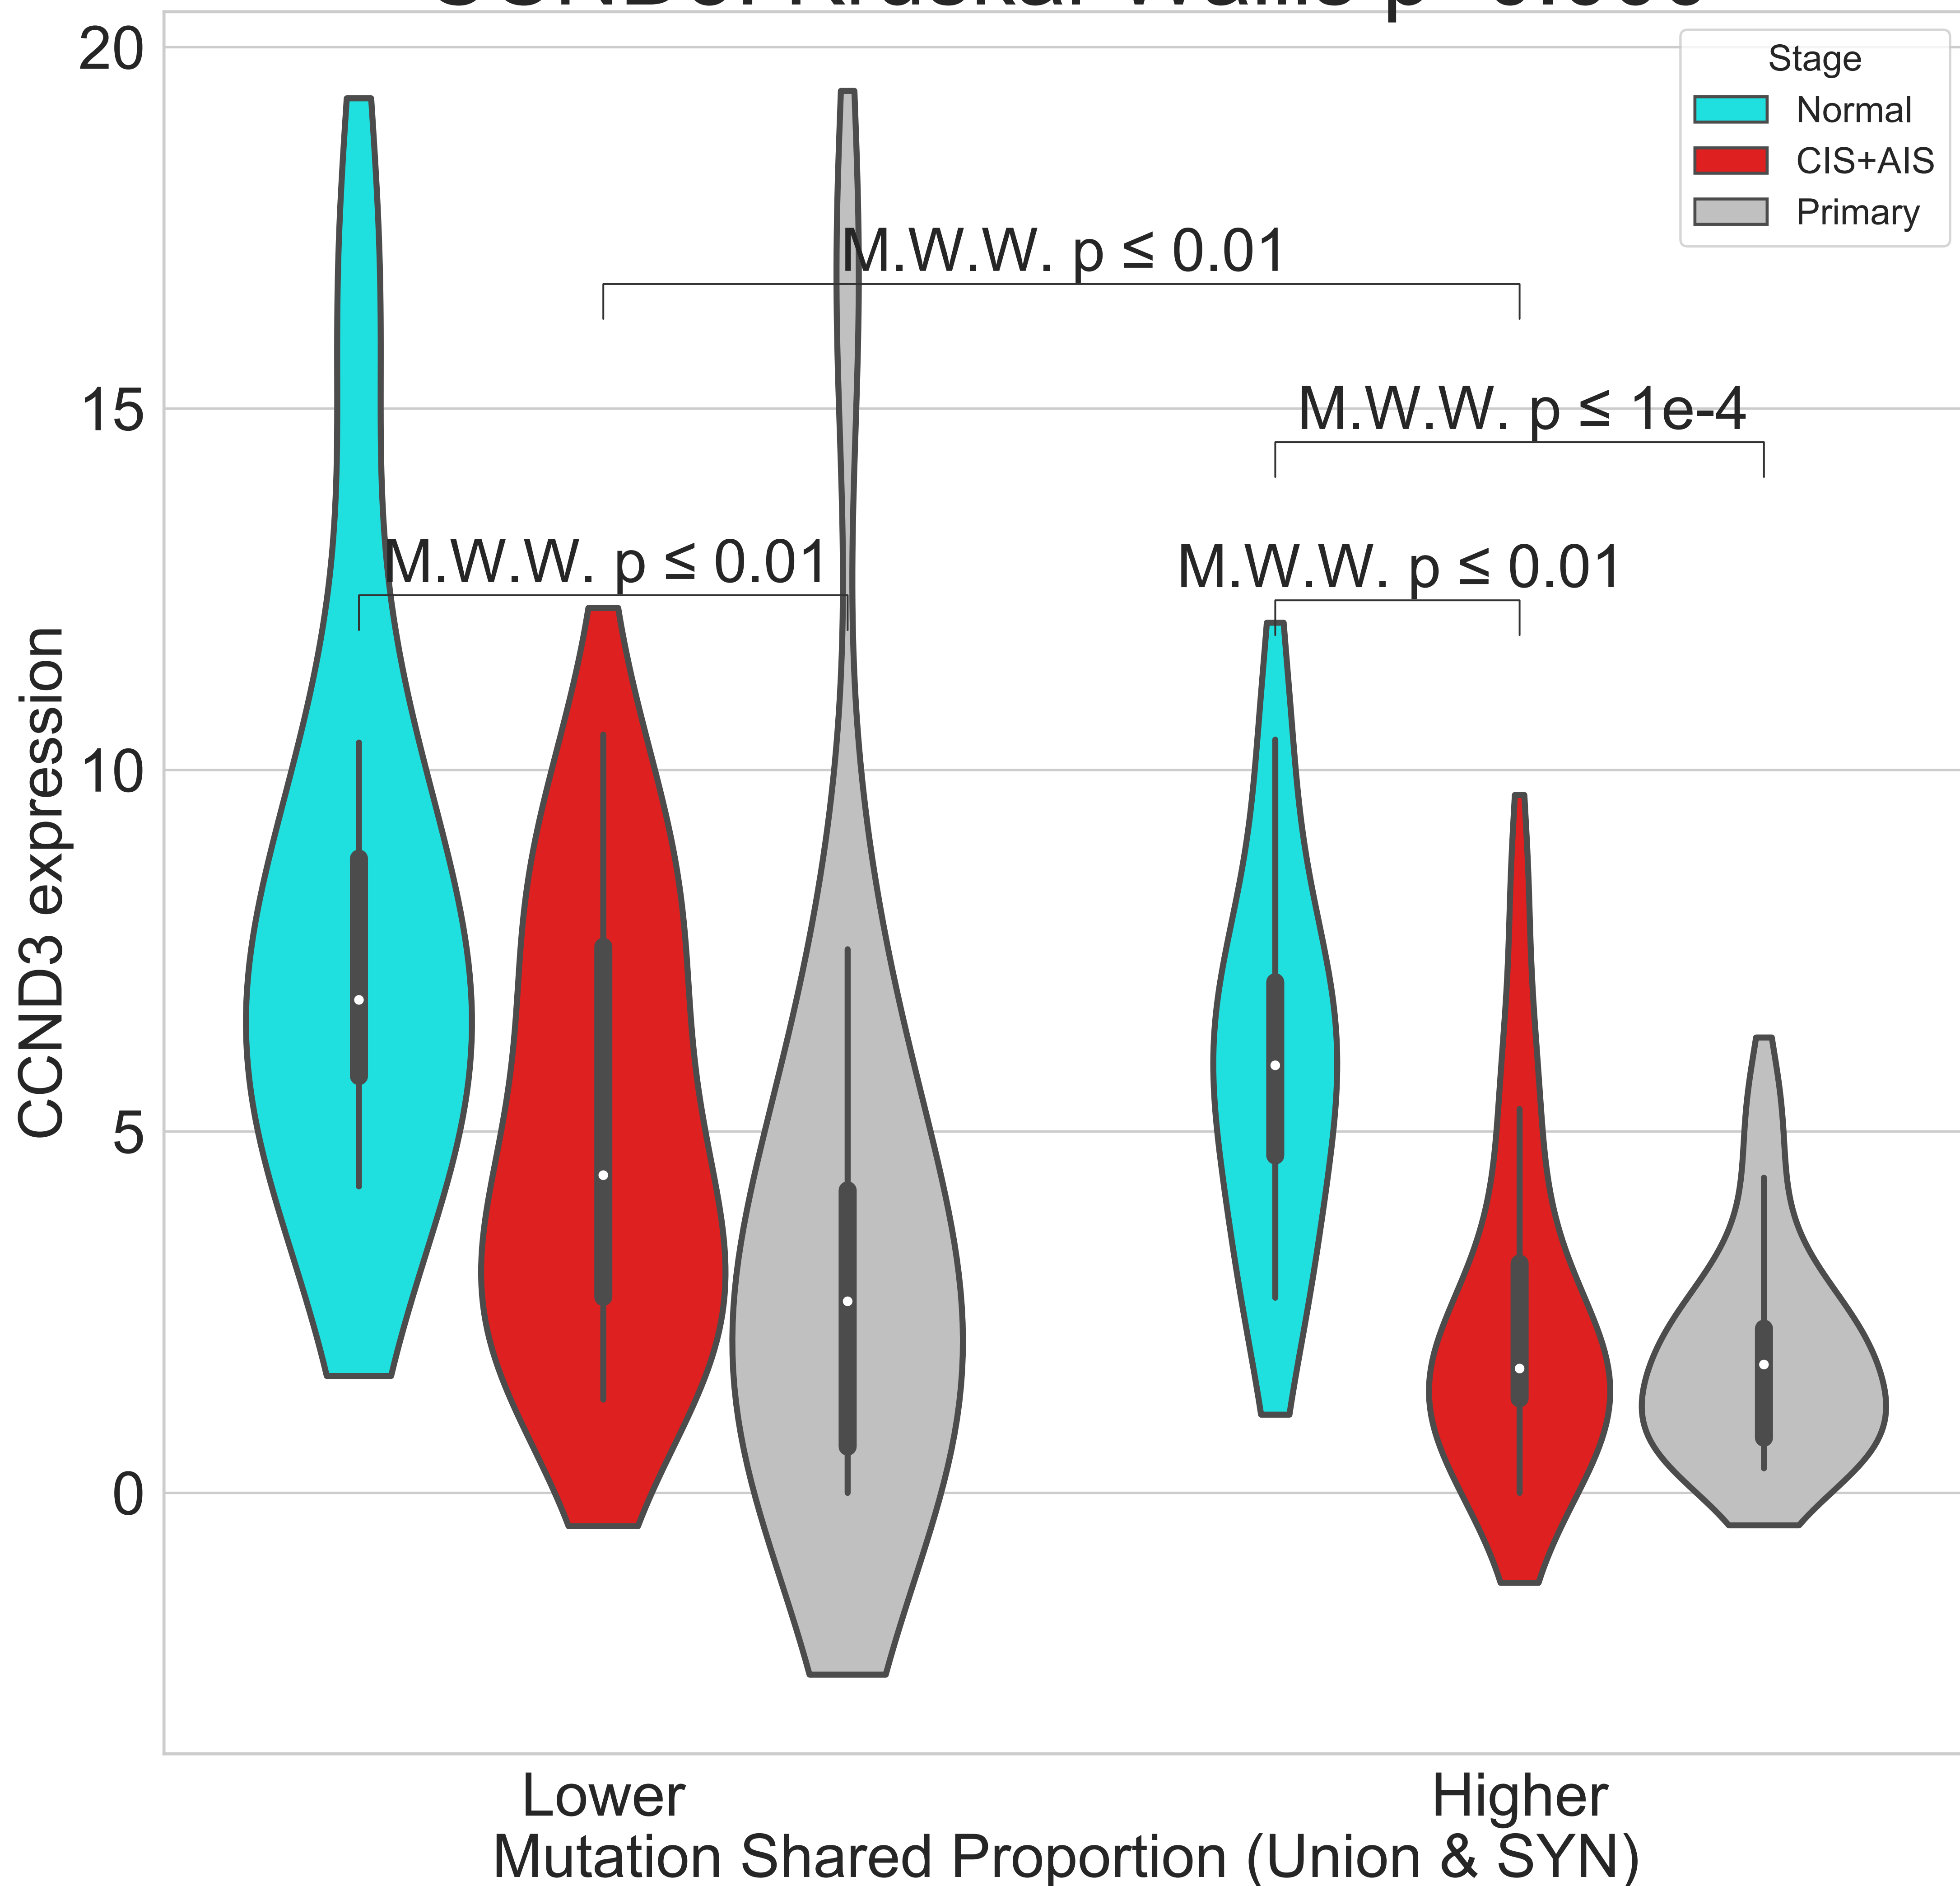 20
15
10
5
0
CCND3 expression
Stage
Normal
CIS+AIS
Primary
M.W.W. p ≤ 0.01
M.W.W. p ≤ 1e-4
M.W.W. p ≤ 0.01
M.W.W. p ≤ 0.01
Lower
Higher
Mutation Shared Proportion (Union & SYN)